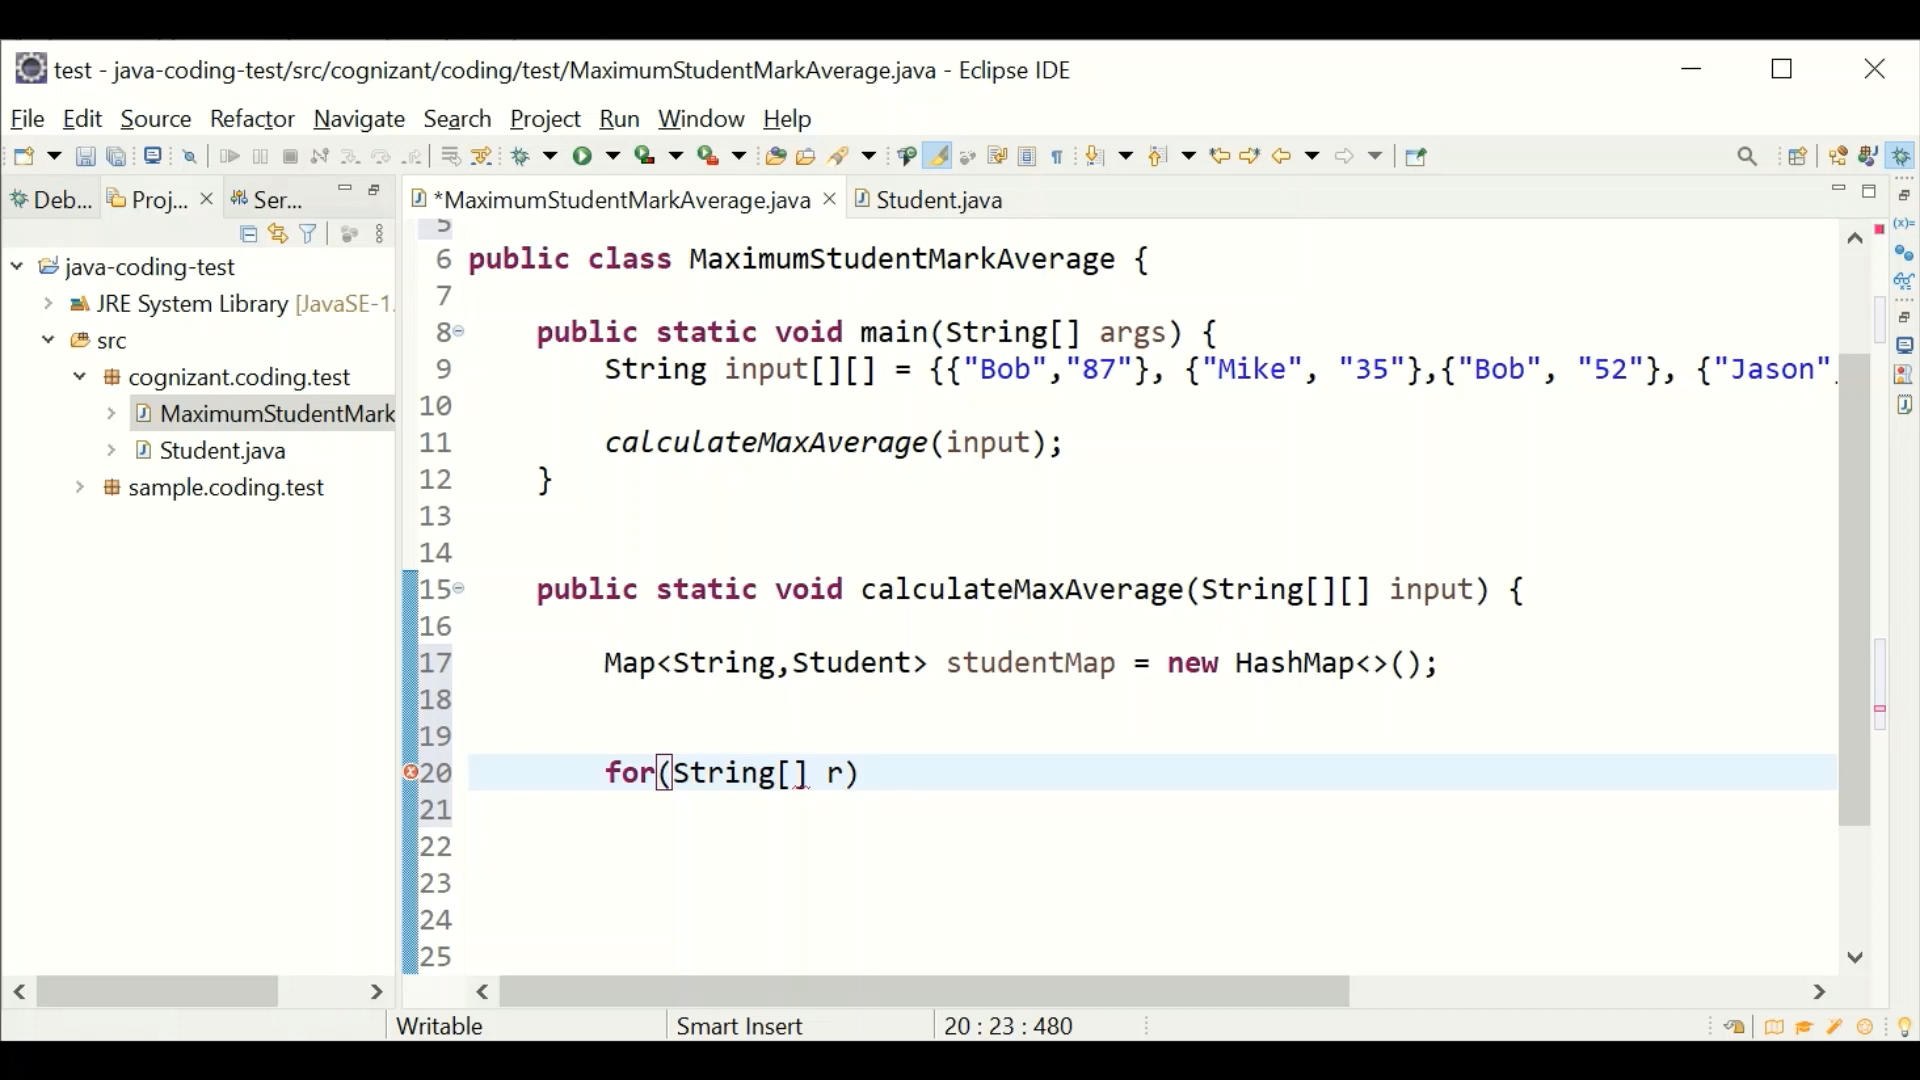 test - java-coding-test/src/cognizant/coding/test/MaximumStudentMarkAverage.java - Eclipse IDE
File Edit Source Refactor Navigate Search Project Run Window Help
Deb... Proj... Ser...
*MaximumStudentMarkAverage.java Student.java
java-coding-test
JRE System Library [JavaSE-1.
src
cognizant.coding.test
MaximumStudentMark
Student.java
sample.coding.test
5
6 public class MaximumStudentMarkAverage {
7
8 public static void main(String[] args) {
9 String input[][] = {{"Bob","87"}, {"Mike", "35"},{"Bob", "52"}, {"Jason"
10
11 calculateMaxAverage(input);
12 }
13
14
15 public static void calculateMaxAverage(String[][] input) {
16
17 Map<String,Student> studentMap = new HashMap<>();
18
19
20 for(String[] r)
21
22
23
24
25
Writable Smart Insert 20 : 23 : 480